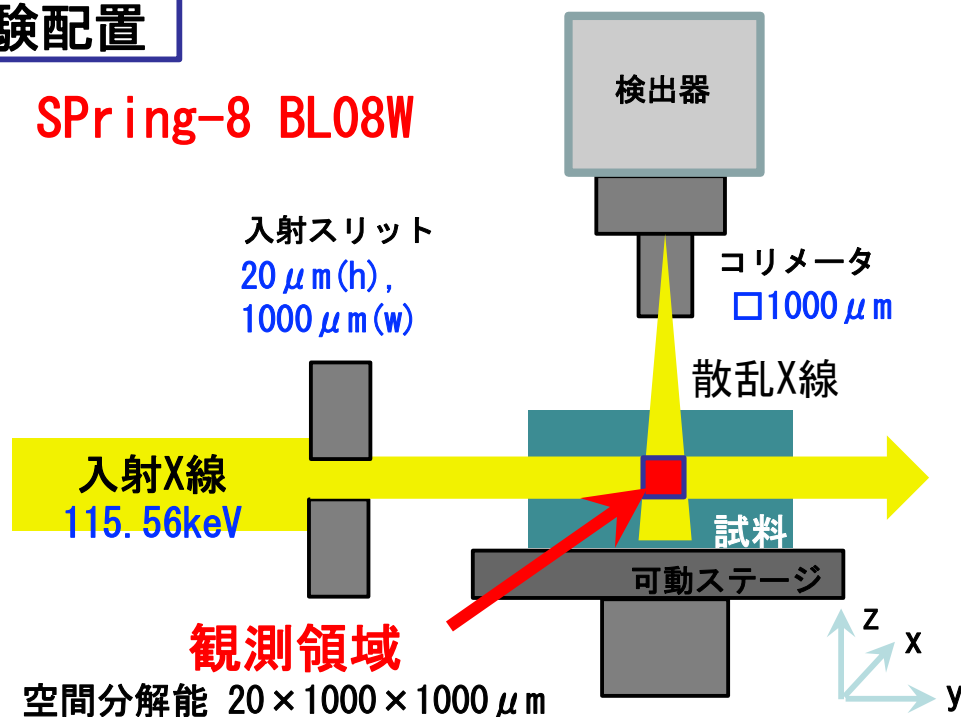 験配置
SPring-8 BL08W
検出器
入射スリット
20μm(h),
1000μm(w)
コリメータ
□1000μm
散乱X線
入射X線
115.56keV
試料
可動ステージ
観測領域
空間分解能 20×1000×1000μm
z
x
y